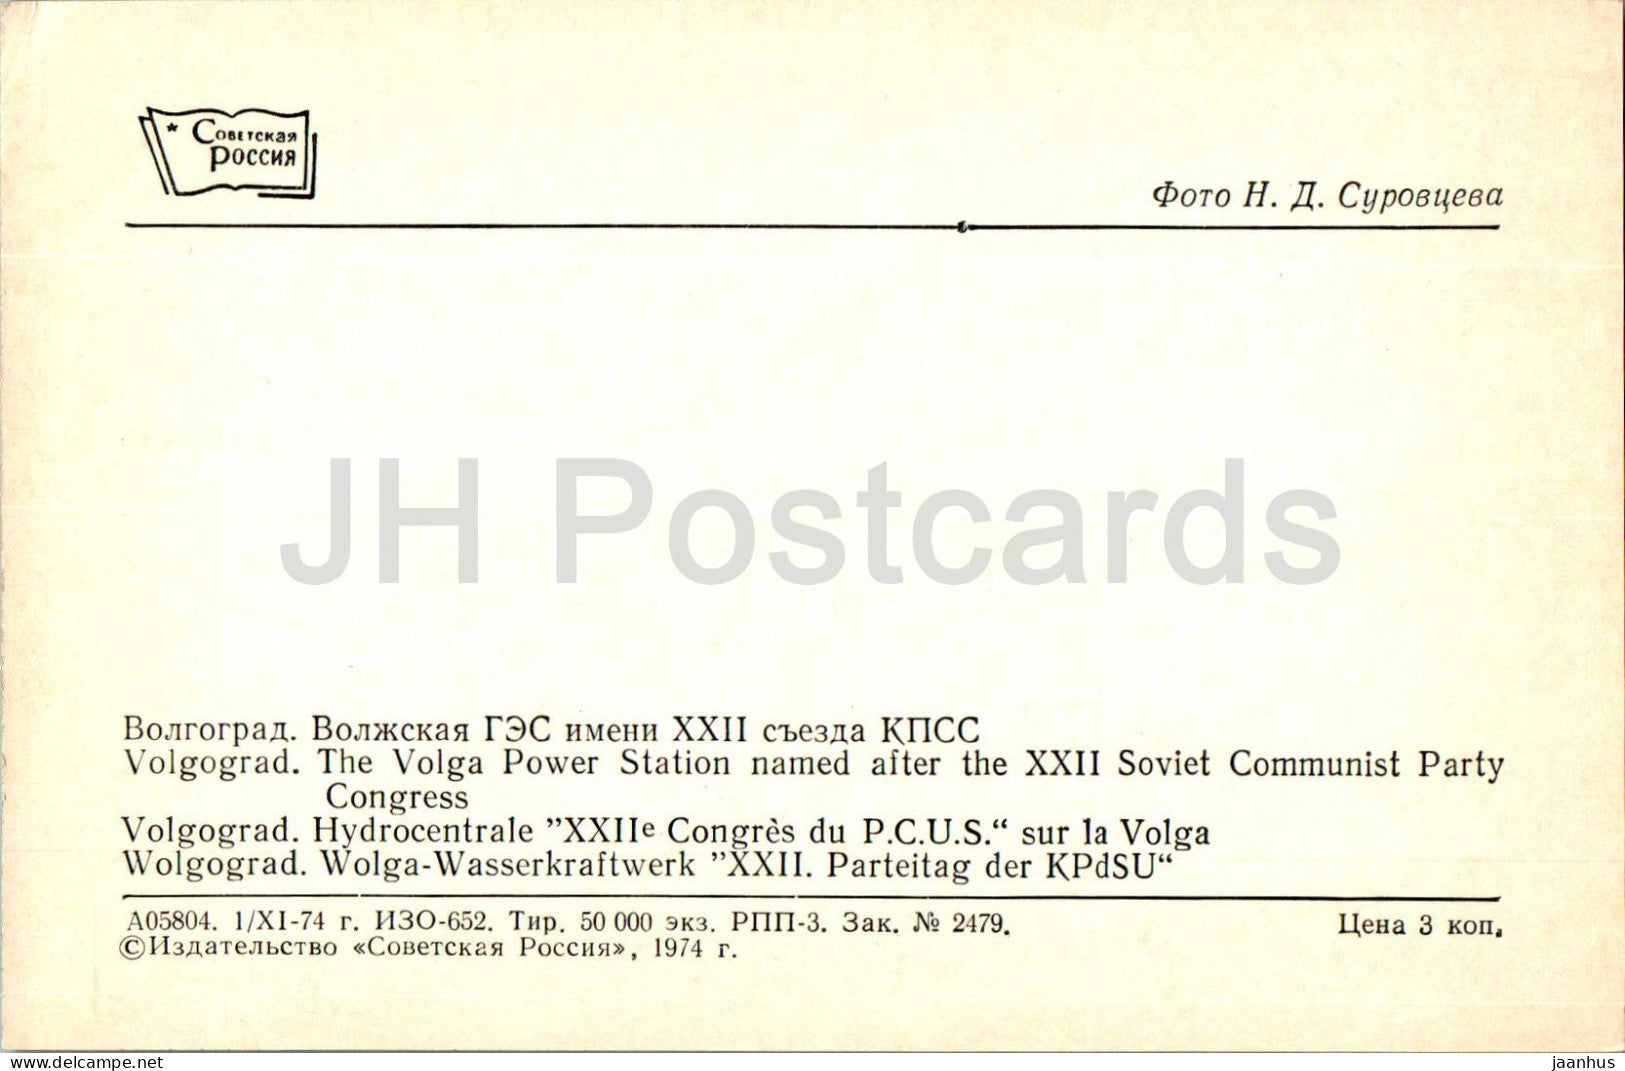 Советская
Россия
Фото Н. Д. Суровцева
JH Postcards
Волгоград. Волжская ГЭС имени XXII съезда КПСС
Volgograd. The Volga Power Station named after the XXII Soviet Communist Party
Congress
Volgograd. Hydrocentrale ”XXIIe Congrès du P.C.U.S.“ sur la Volga
Wolgograd. Wolga-Wasserkraftwerk ”XXII. Parteitag der KPdSU“
А05804. 1/XI-74 г. ИЗО-652. Тир. 50 000 экз. РПП-3. Зак. № 2479. Цена 3 коп.
©Издательство «Советская Россия», 1974 г.
www.delcampe.net jaanhus